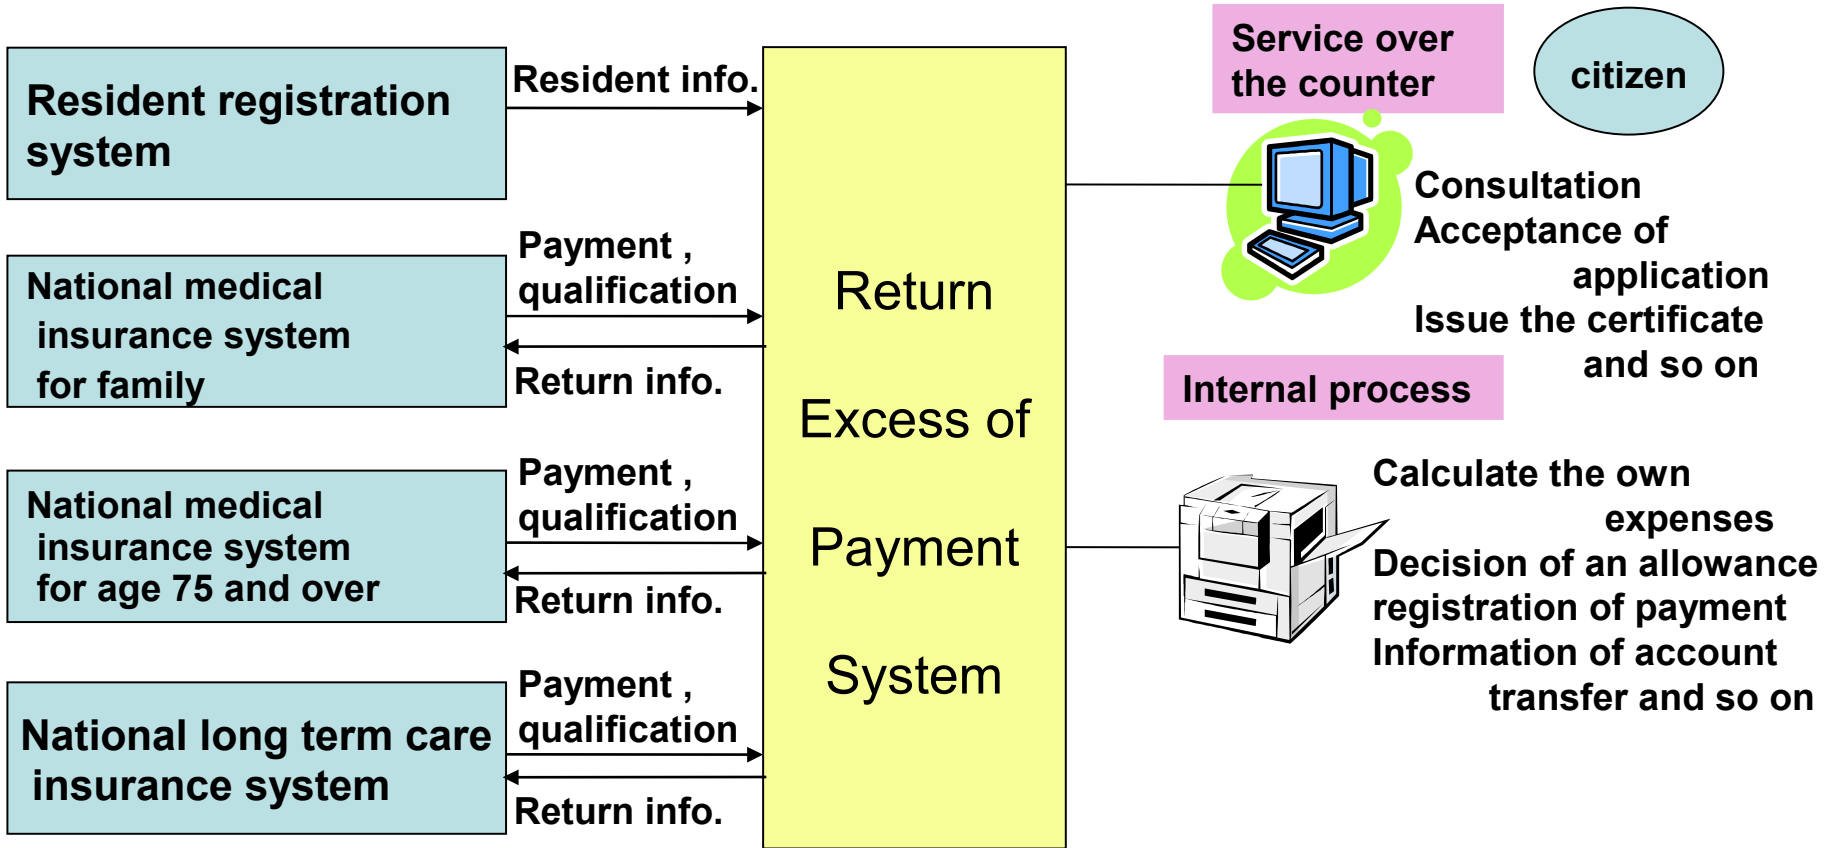 Resident registration
system
Resident info.
National medical
insurance system
for family
Payment ,
qualification
Return info.
National medical
insurance system
for age 75 and over
Payment ,
qualification
Return info.
National long term care
insurance system
Payment ,
qualification
Return info.
Return
Excess of
Payment
System
Service over
the counter
citizen
Consultation
Acceptance of
application
Issue the certificate
and so on
Internal process
Calculate the own
expenses
Decision of an allowance
registration of payment
Information of account
transfer and so on